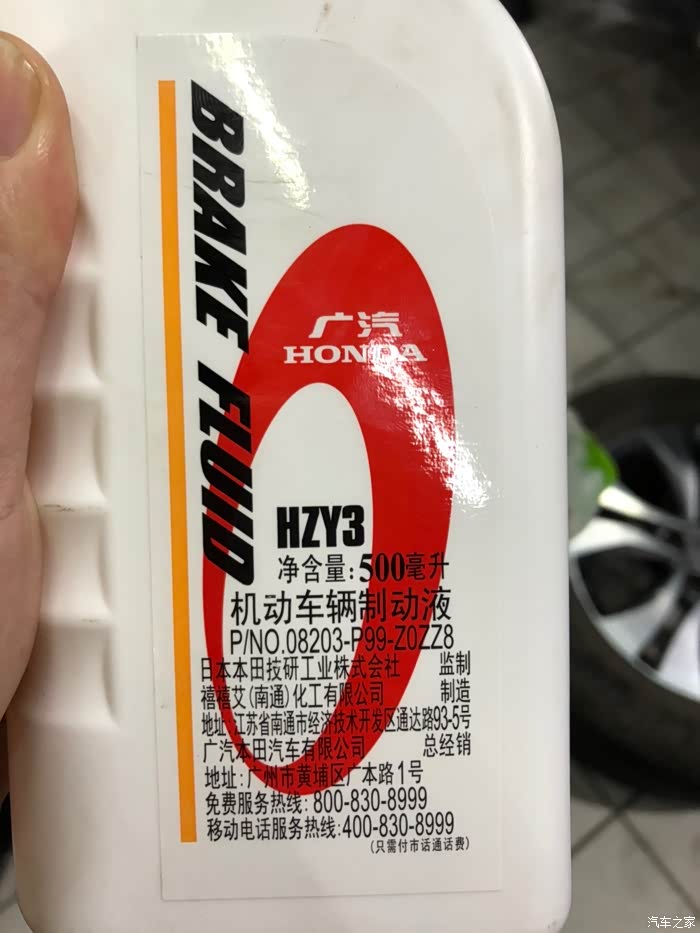 BRAKE FLUID
广汽
HONDA
HZY3
净含量:500毫升
机动车辆制动液
P/NO.08203-P99-Z0ZZ8
日本本田技研工业株式会社 监制
禧禧艾(南通)化工有限公司 制造
地址:江苏省南通市经济技术开发区通达路93-5号
广汽本田汽车有限公司 总经销
地址:广州市黄埔区广本路1号
免费服务热线:800-830-8999
移动电话服务热线:400-830-8999
(只需付市话通话费)
汽车之家